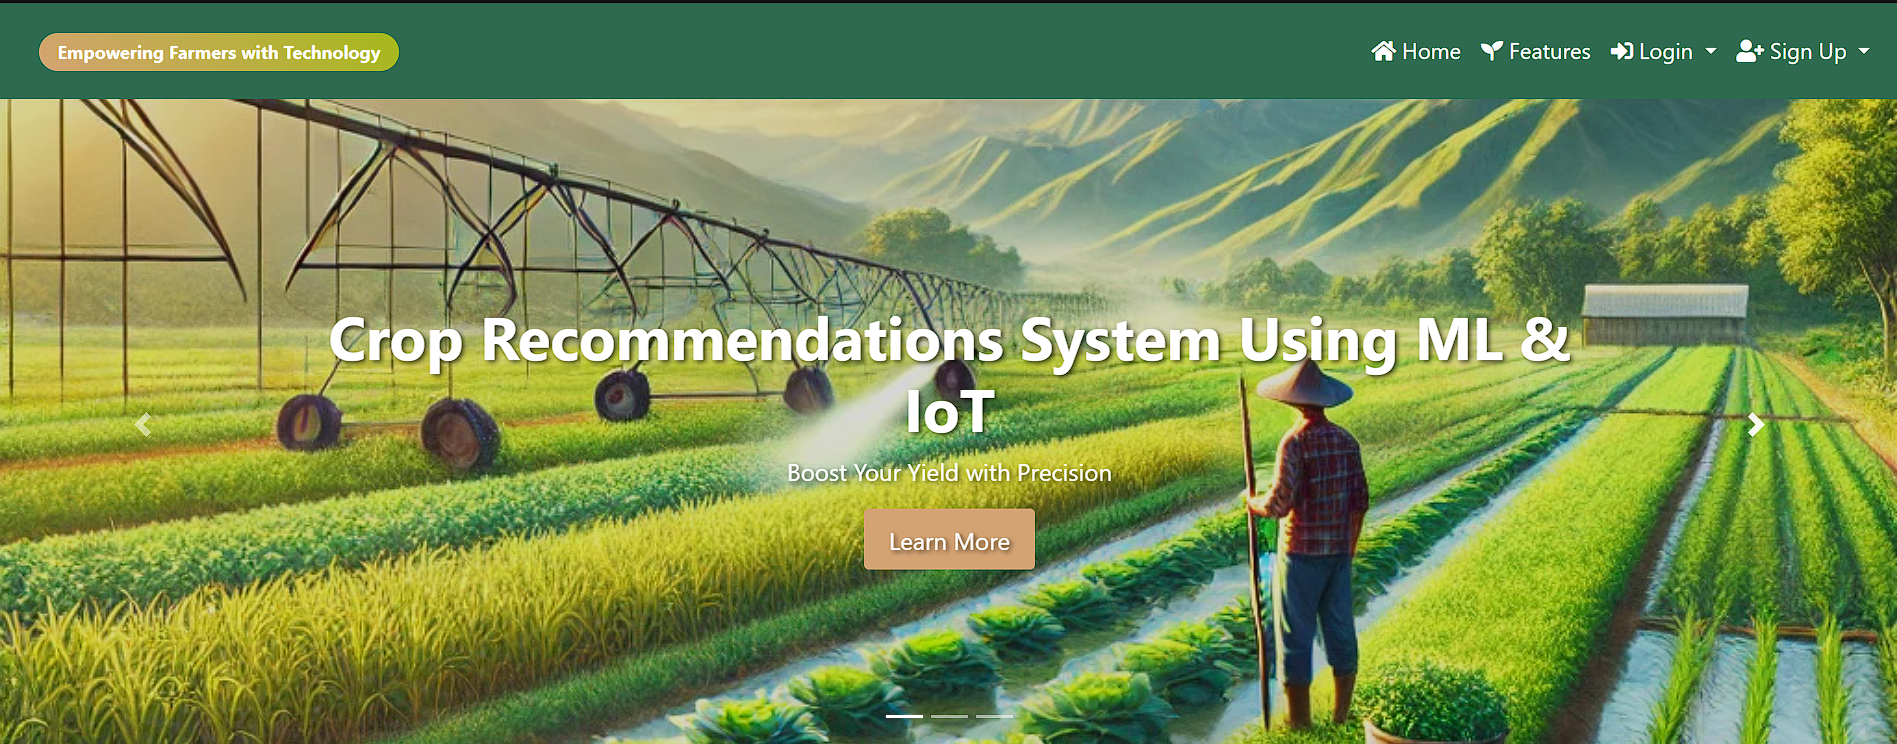 Empowering Farmers with Technology
Home
Features
Login
Sign Up
Crop Recommendations System Using ML &
IoT
Boost Your Yield with Precision
Learn More